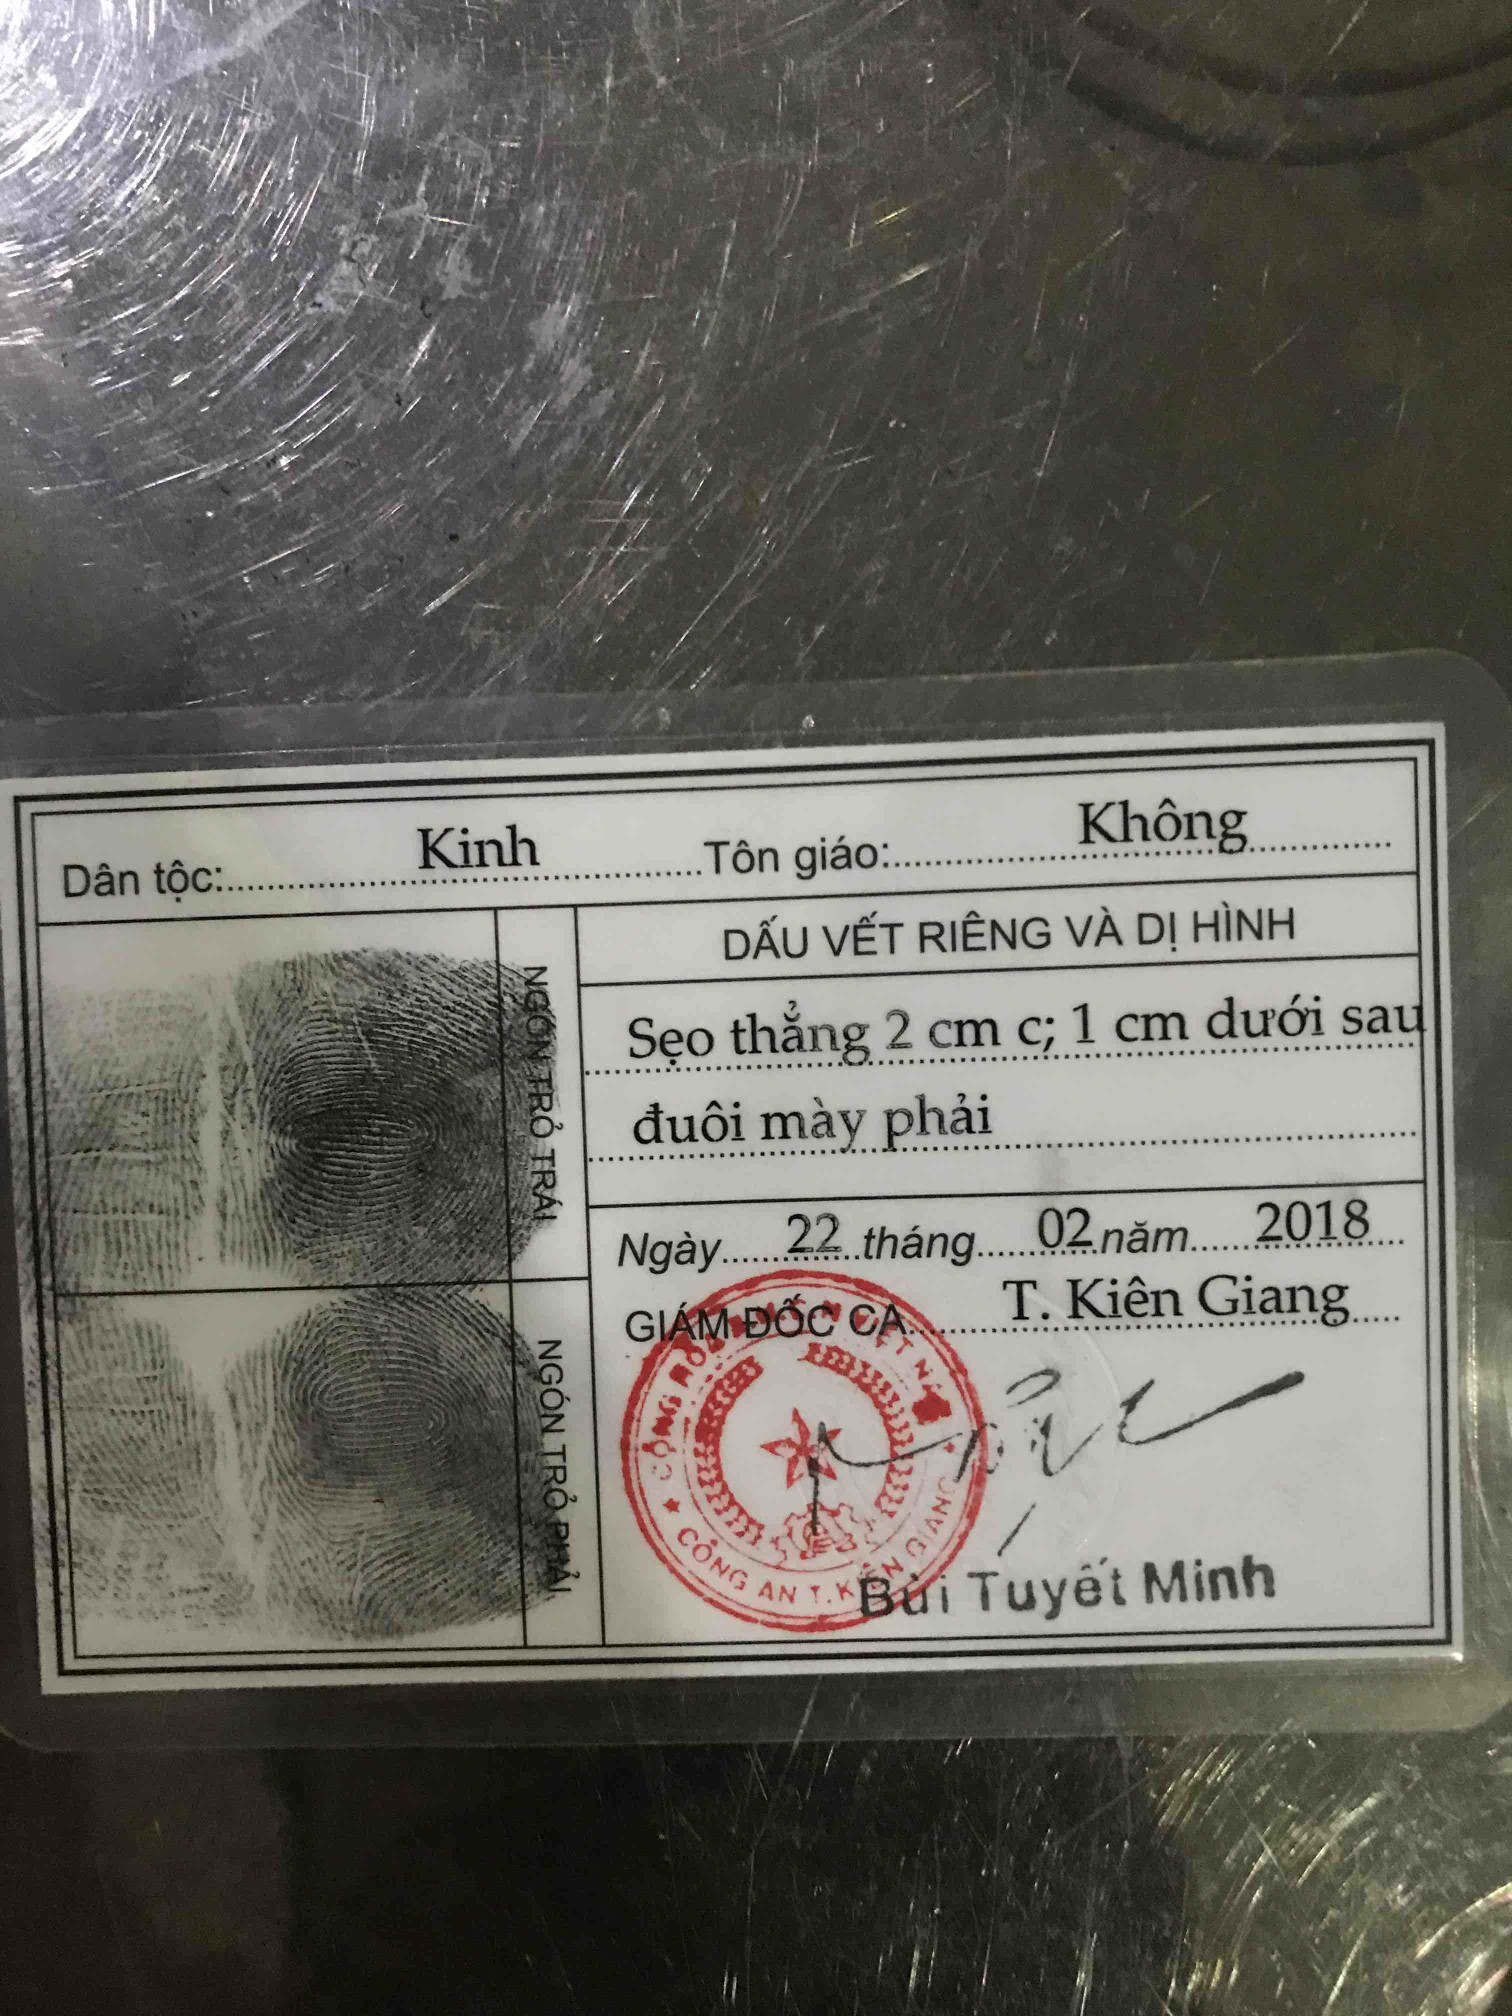 Dân tộc: Kinh Tôn giáo: Không
DẤU VẾT RIÊNG VÀ DỊ HÌNH
Sẹo thẳng 2 cm c; 1 cm dưới sau
đuôi mày phải
NGÓN TRỎ TRÁI
NGÓN TRỎ PHẢI
Ngày 22 tháng 02 năm 2018
GIÁM ĐỐC CA T. Kiên Giang
CÔNG AN T. KIÊN GIANG
Bùi Tuyết Minh